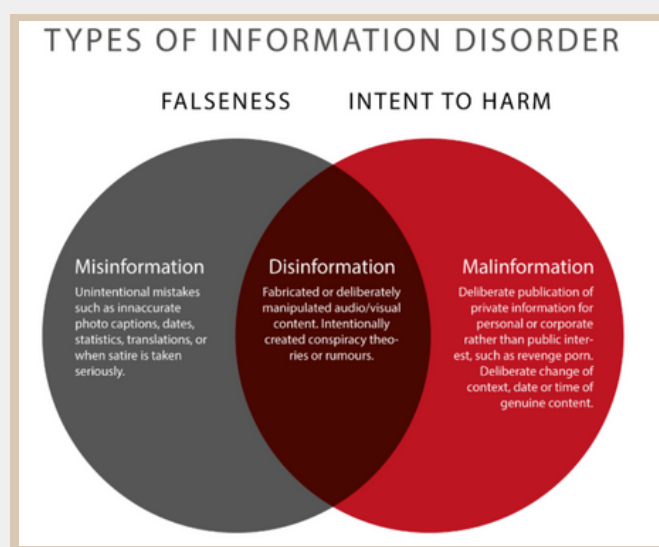 TYPES OF INFORMATION DISORDER
FALSENESS
INTENT TO HARM
Misinformation
Unintentional mistakes
such as innaccurate
photo captions, dates,
statistics, translations, or
when satire is taken
seriously.
Disinformation
Fabricated or deliberately
manipulated audio/visual
content. Intentionally
created conspiracy theo-
ries or rumours.
Malinformation
Deliberate publication of
private information for
personal or corporate
rather than public inter-
est, such as revenge porn.
Deliberate change of
context, date or time of
genuine content.